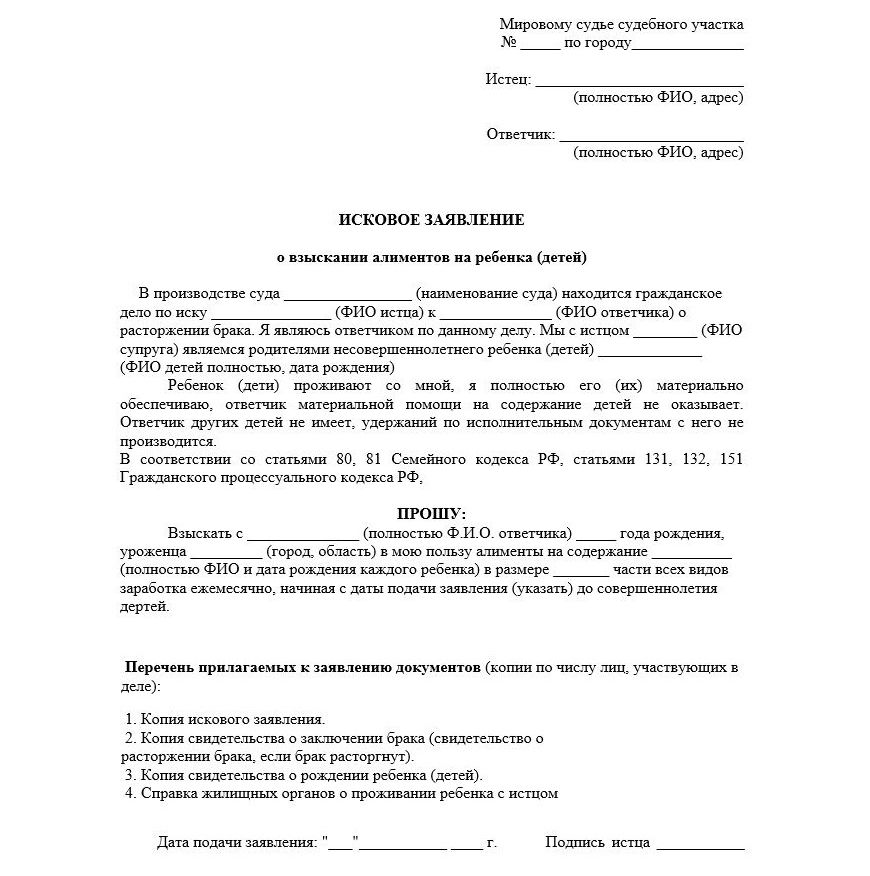 Мировому судье судебного участка
№ _____ по городу______________
Истец: __________________________
(полностью ФИО, адрес)
Ответчик: _______________________
(полностью ФИО, адрес)
ИСКОВОЕ ЗАЯВЛЕНИЕ
о взыскании алиментов на ребенка (детей)
В производстве суда ________________ (наименование суда) находится гражданское
дело по иску _______________ (ФИО истца) к ______________ (ФИО ответчика) о
расторжении брака. Я являюсь ответчиком по данному делу. Мы с истцом ________ (ФИО
супруга) являемся родителями несовершеннолетнего ребенка (детей) _____________
(ФИО детей полностью, дата рождения)
Ребенок (дети) проживают со мной, я полностью его (их) материально
обеспечиваю, ответчик материальной помощи на содержание детей не оказывает.
Ответчик других детей не имеет, удержаний по исполнительным документам с него не
производится.
В соответствии со статьями 80, 81 Семейного кодекса РФ, статьями 131, 132, 151
Гражданского процессуального кодекса РФ,
ПРОШУ:
Взыскать с ______________ (полностью Ф.И.О. ответчика) _____ года рождения,
уроженца _________ (город, область) в мою пользу алименты на содержание __________
(полностью ФИО и дата рождения каждого ребенка) в размере _______ части всех видов
заработка ежемесячно, начиная с даты подачи заявления (указать) до совершеннолетия
дертей.
Перечень прилагаемых к заявлению документов (копии по числу лиц, участвующих в
деле):
1. Копия искового заявления.
2. Копия свидетельства о заключении брака (свидетельство о
расторжении брака, если брак расторгнут).
3. Копия свидетельства о рождении ребенка (детей).
4. Справка жилищных органов о проживании ребенка с истцом
Дата подачи заявления: "___"___________ ____ г. Подпись истца ___________